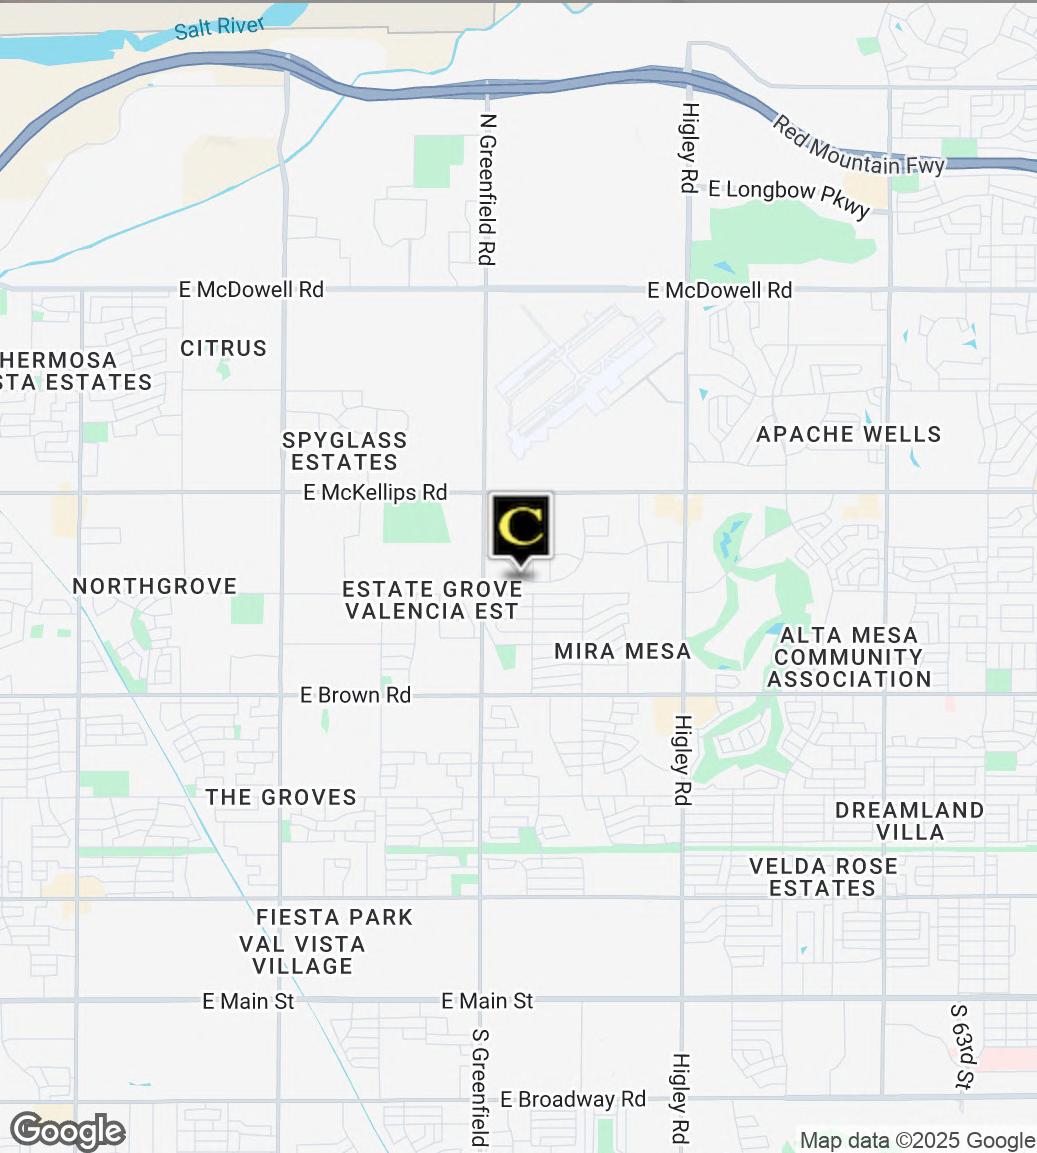 Salt River
Red Mountain Fwy
N Greenfield Rd
Higley Rd
E Longbow Pkwy
E McDowell Rd
E McDowell Rd
CITRUS
HERMOSA
STA ESTATES
APACHE WELLS
SPYGLASS
ESTATES
E McKellips Rd
C
NORTHGROVE
ESTATE GROVE
VALENCIA EST
MIRA MESA
ALTA MESA
COMMUNITY
ASSOCIATION
E Brown Rd
Higley Rd
THE GROVES
DREAMLAND
VILLA
VELDA ROSE
ESTATES
FIESTA PARK
VAL VISTA
VILLAGE
E Main St
E Main St
S 63rd St
S Greenfield
Higley Rd
E Broadway Rd
Google
Map data ©2025 Google